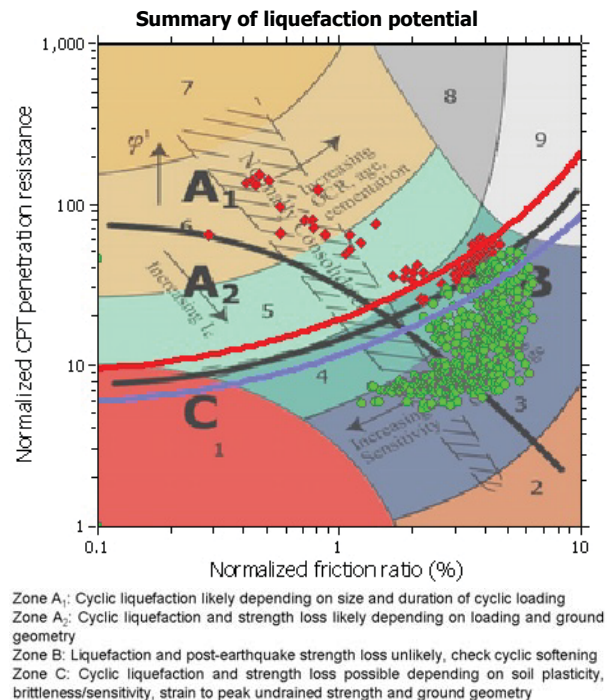 Summary of liquefaction potential
1,000
100
10
1
0.1
1
10
Normalized CPT penetration resistance
Normalized friction ratio (%)
7
8
9
φ'
A1
Normally Consolid
Increasing
OCR, age,
cementation
6
A2
Increasing Ic
5
B
4
C
3
1
Increasing
Sensitivity
2
Zone A1: Cyclic liquefaction likely depending on size and duration of cyclic loading
Zone A2: Cyclic liquefaction and strength loss likely depending on loading and ground
geometry
Zone B: Liquefaction and post-earthquake strength loss unlikely, check cyclic softening
Zone C: Cyclic liquefaction and strength loss possible depending on soil plasticity,
brittleness/sensitivity, strain to peak undrained strength and ground geometry